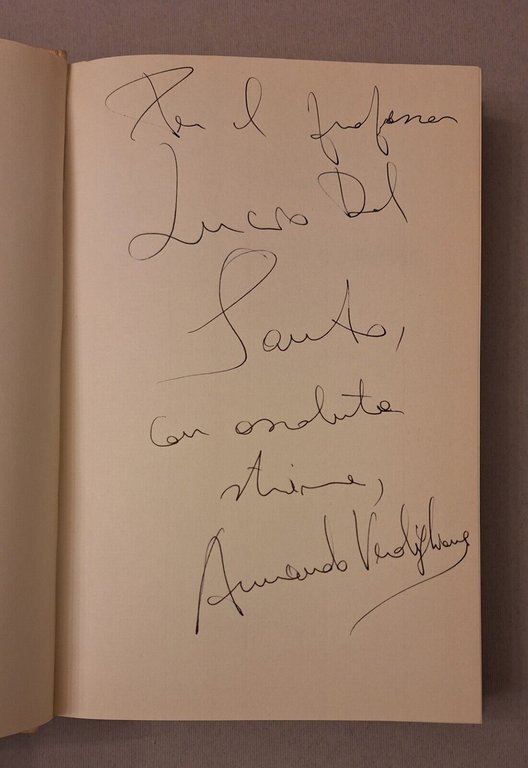 Per il professor
Lucio Del
Santo,
con assoluta
stima,
Armando Verdiglione